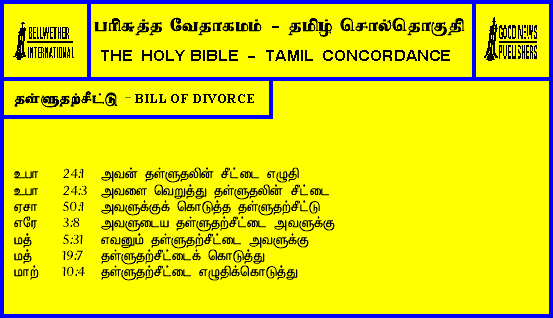 BELLWETHER
INTERNATIONAL
பரிசுத்த வேதாகமம் - தமிழ் சொல்தொகுதி
THE HOLY BIBLE - TAMIL CONCORDANCE
GOOD NEWS
PUBLISHERS
தள்ளுதற்சீட்டு - BILL OF DIVORCE
உபா 24:1 அவன் தள்ளுதலின் சீட்டை எழுதி
உபா 24:3 அவளை வெறுத்து தள்ளுதலின் சீட்டை
ஏசா 50:1 அவளுக்குக் கொடுத்த தள்ளுதற்சீட்டு
எரே 3:8 அவளுடைய தள்ளுதற்சீட்டை அவளுக்கு
மத் 5:31 எவனும் தள்ளுதற்சீட்டை அவளுக்கு
மத் 19:7 தள்ளுதற்சீட்டைக் கொடுத்து
மாற் 10:4 தள்ளுதற்சீட்டை எழுதிக்கொடுத்து